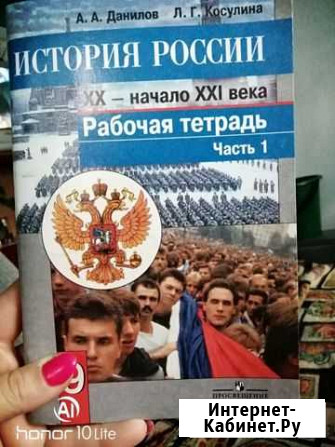 А. А. Данилов Л. Г. Косулина
ИСТОРИЯ РОССИИ
XX — начало XXI века
Рабочая тетрадь
Часть 1
9
AI
honor 10 Lite
ПРОСВЕЩЕНИЕ
Интернет-
Кабинет.Ру